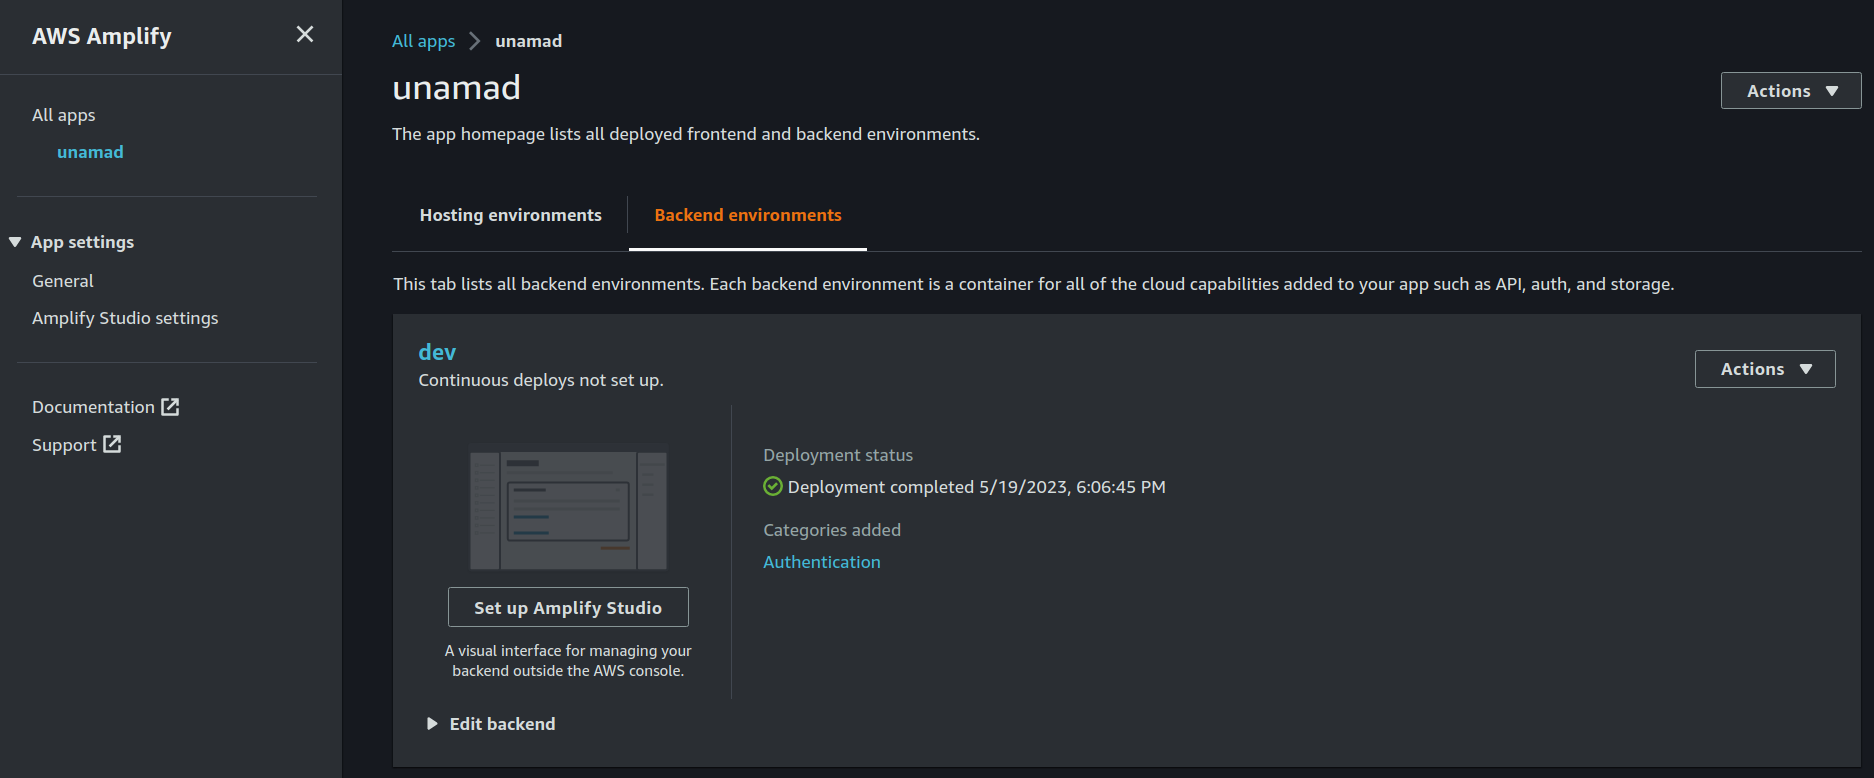 AWS Amplify
All apps
unamad
App settings
General
Amplify Studio settings
Documentation
Support
All apps unamad
unamad
Actions
The app homepage lists all deployed frontend and backend environments.
Hosting environments
Backend environments
This tab lists all backend environments. Each backend environment is a container for all of the cloud capabilities added to your app such as API, auth, and storage.
dev
Continuous deploys not set up.
Actions
Set up Amplify Studio
A visual interface for managing your
backend outside the AWS console.
Deployment status
Deployment completed 5/19/2023, 6:06:45 PM
Categories added
Authentication
Edit backend